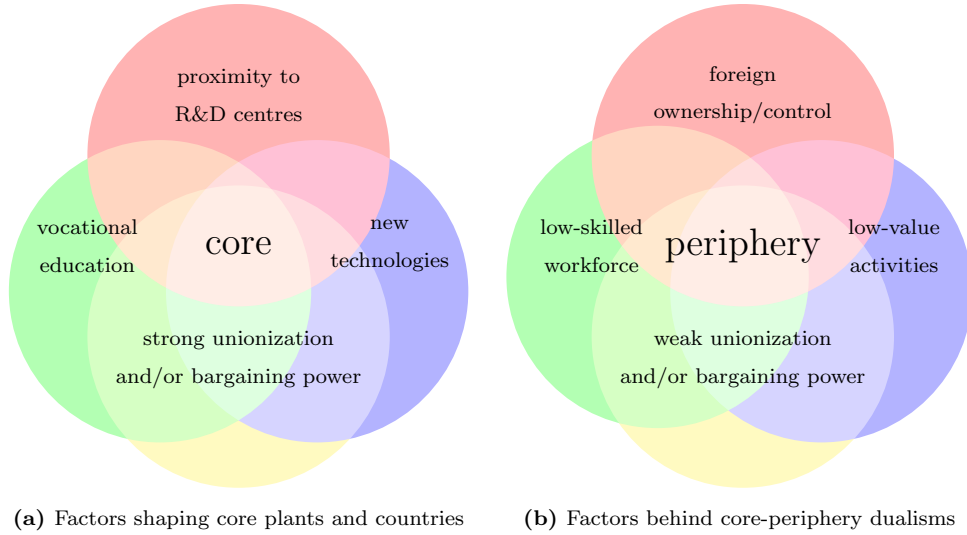 proximity to
R&D centres
vocational
education
core
new
technologies
strong unionization
and/or bargaining power
(a) Factors shaping core plants and countries
foreign
ownership/control
low-skilled
workforce
periphery
low-value
activities
weak unionization
and/or bargaining power
(b) Factors behind core-periphery dualisms